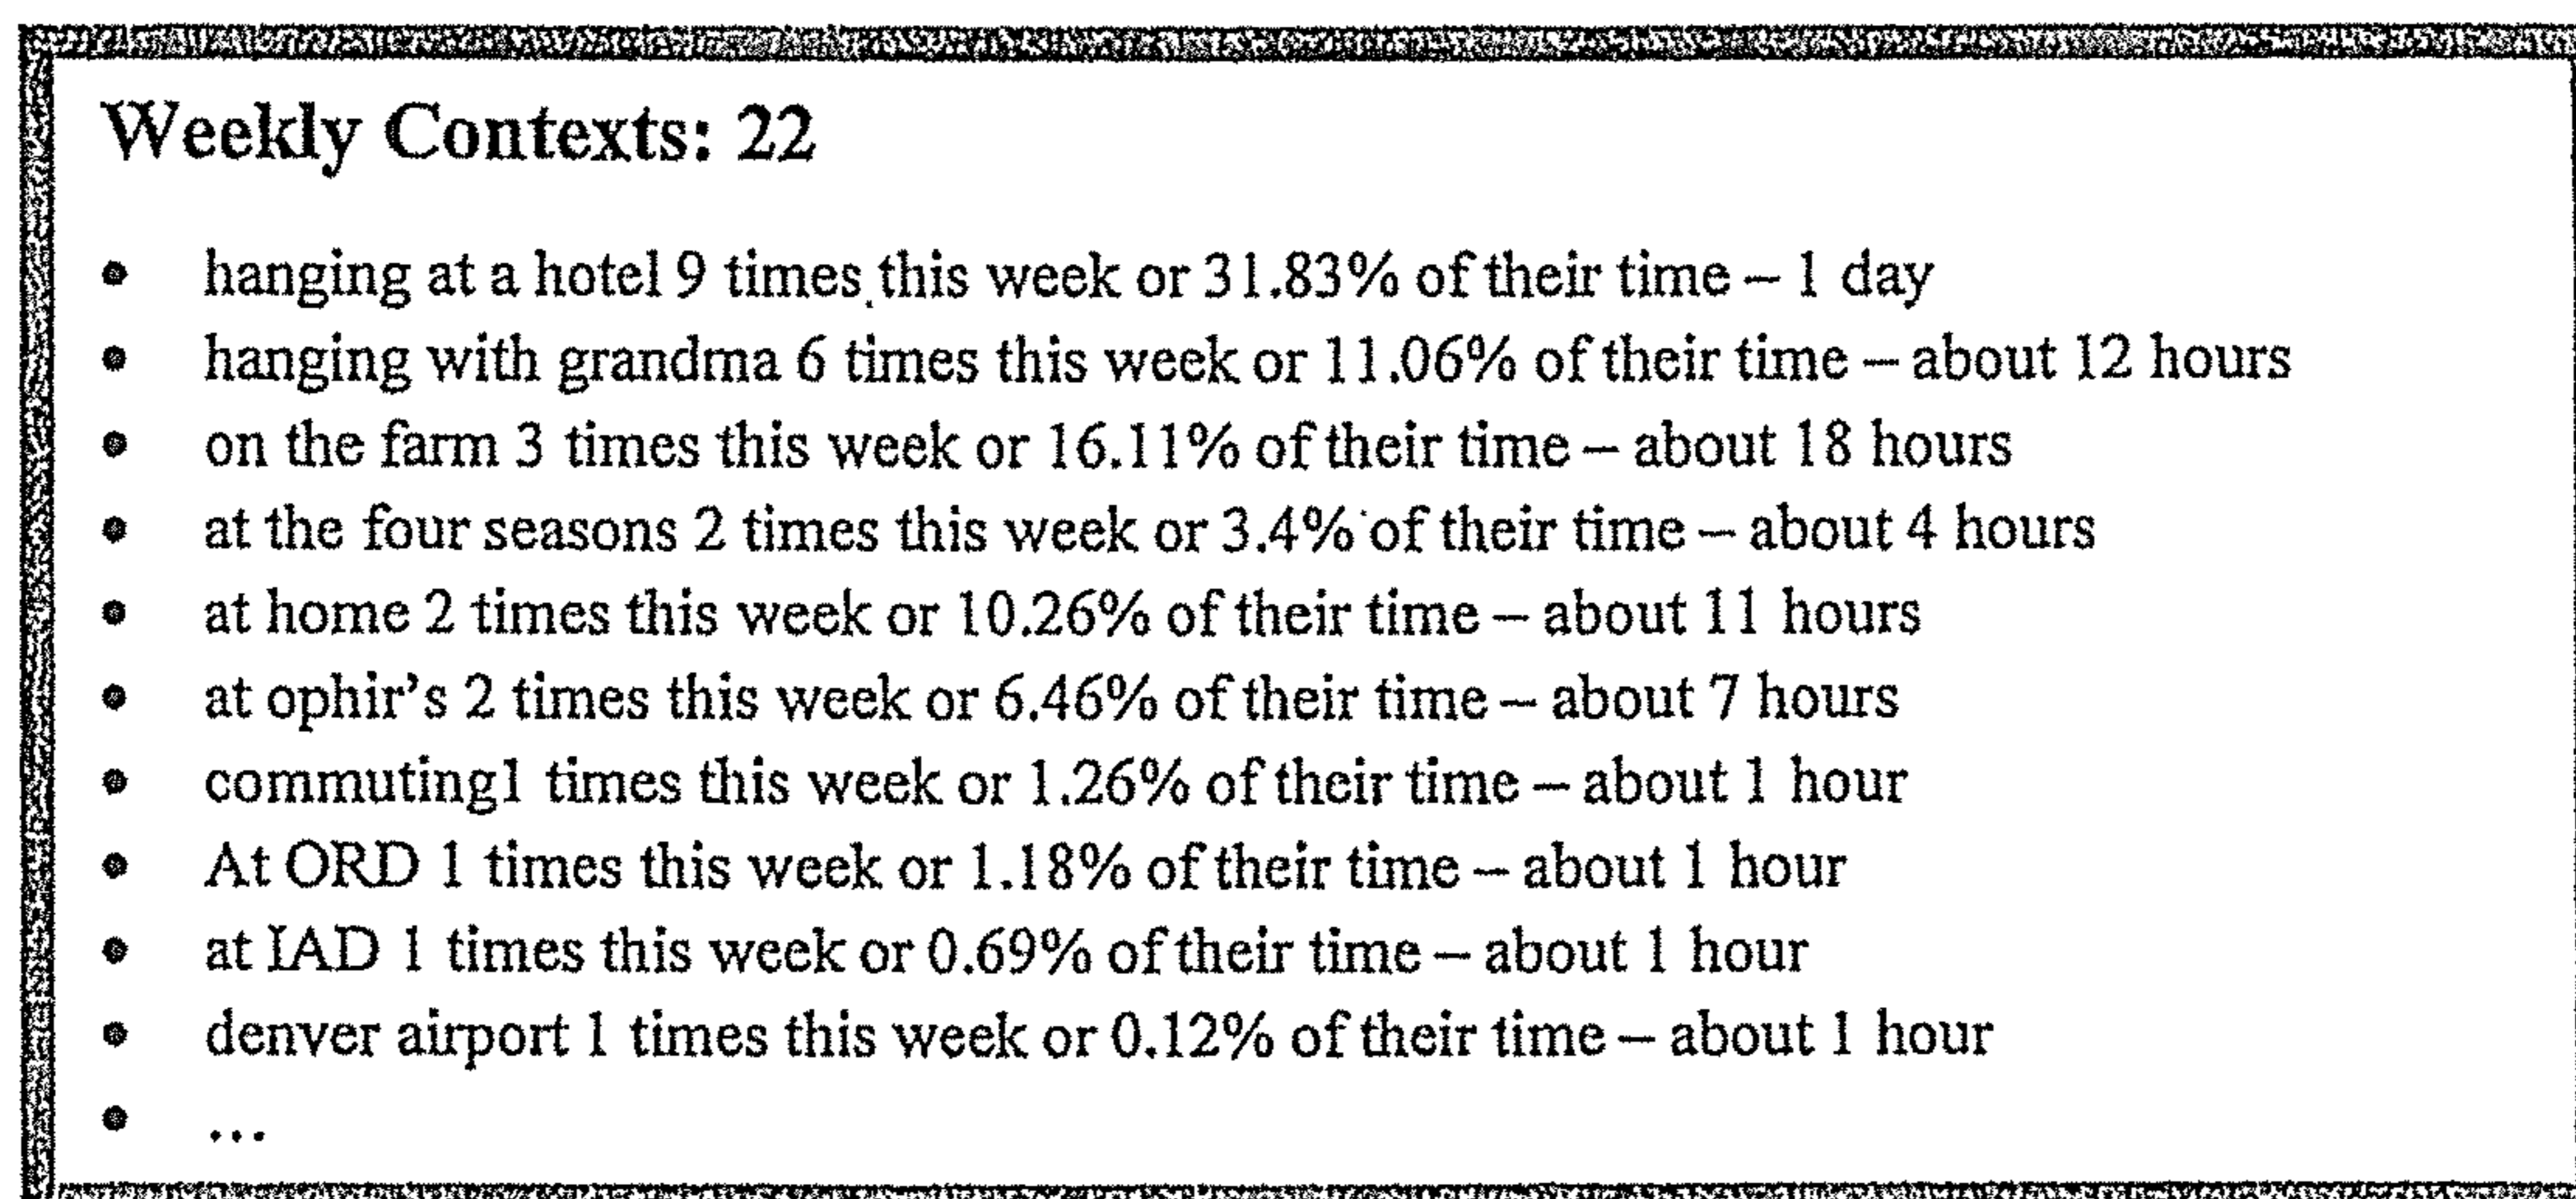 Weekly Contexts: 22
• hanging at a hotel 9 times this week or 31.83% of their time – 1 day
• hanging with grandma 6 times this week or 11.06% of their time – about 12 hours
• on the farm 3 times this week or 16.11% of their time – about 18 hours
• at the four seasons 2 times this week or 3.4% of their time – about 4 hours
• at home 2 times this week or 10.26% of their time – about 11 hours
• at ophir's 2 times this week or 6.46% of their time – about 7 hours
• commuting1 times this week or 1.26% of their time – about 1 hour
• At ORD 1 times this week or 1.18% of their time – about 1 hour
• at IAD 1 times this week or 0.69% of their time – about 1 hour
• denver airport 1 times this week or 0.12% of their time – about 1 hour
• ...